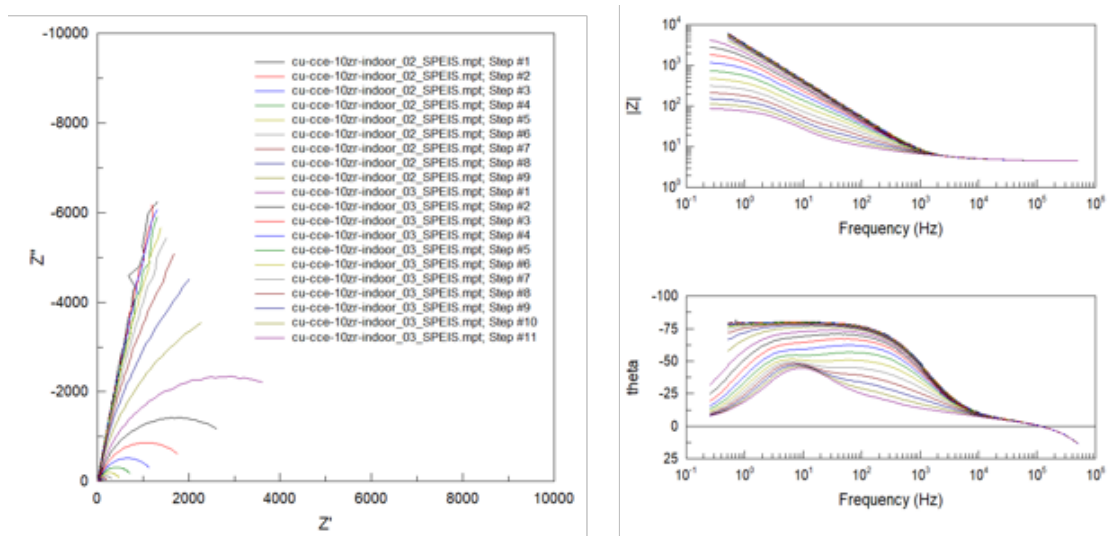 -10000
-8000
-6000
-4000
-2000
0
Z''
0 2000 4000 6000 8000 10000
Z'
cu-cce-10zr-indoor_02_SPEIS.mpt; Step #1
cu-cce-10zr-indoor_02_SPEIS.mpt; Step #2
cu-cce-10zr-indoor_02_SPEIS.mpt; Step #3
cu-cce-10zr-indoor_02_SPEIS.mpt; Step #4
cu-cce-10zr-indoor_02_SPEIS.mpt; Step #5
cu-cce-10zr-indoor_02_SPEIS.mpt; Step #6
cu-cce-10zr-indoor_02_SPEIS.mpt; Step #7
cu-cce-10zr-indoor_02_SPEIS.mpt; Step #8
cu-cce-10zr-indoor_02_SPEIS.mpt; Step #9
cu-cce-10zr-indoor_03_SPEIS.mpt; Step #1
cu-cce-10zr-indoor_03_SPEIS.mpt; Step #2
cu-cce-10zr-indoor_03_SPEIS.mpt; Step #3
cu-cce-10zr-indoor_03_SPEIS.mpt; Step #4
cu-cce-10zr-indoor_03_SPEIS.mpt; Step #5
cu-cce-10zr-indoor_03_SPEIS.mpt; Step #6
cu-cce-10zr-indoor_03_SPEIS.mpt; Step #7
cu-cce-10zr-indoor_03_SPEIS.mpt; Step #8
cu-cce-10zr-indoor_03_SPEIS.mpt; Step #9
cu-cce-10zr-indoor_03_SPEIS.mpt; Step #10
cu-cce-10zr-indoor_03_SPEIS.mpt; Step #11
10⁴
10³
10²
10¹
10⁰
|Z|
10⁻¹ 10⁰ 10¹ 10² 10³ 10⁴ 10⁵ 10⁶
Frequency (Hz)
-100
-75
-50
-25
0
25
theta
10⁻¹ 10⁰ 10¹ 10² 10³ 10⁴ 10⁵ 10⁶
Frequency (Hz)